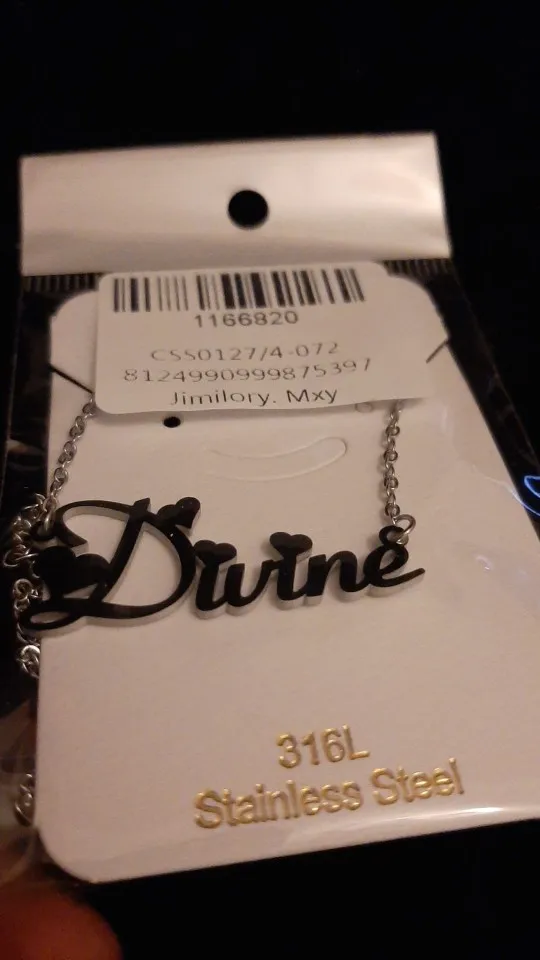 1166820
CSS0127/4-072
8124990999875397
Jimilory. Mxy
Divine
316L
Stainless Steel